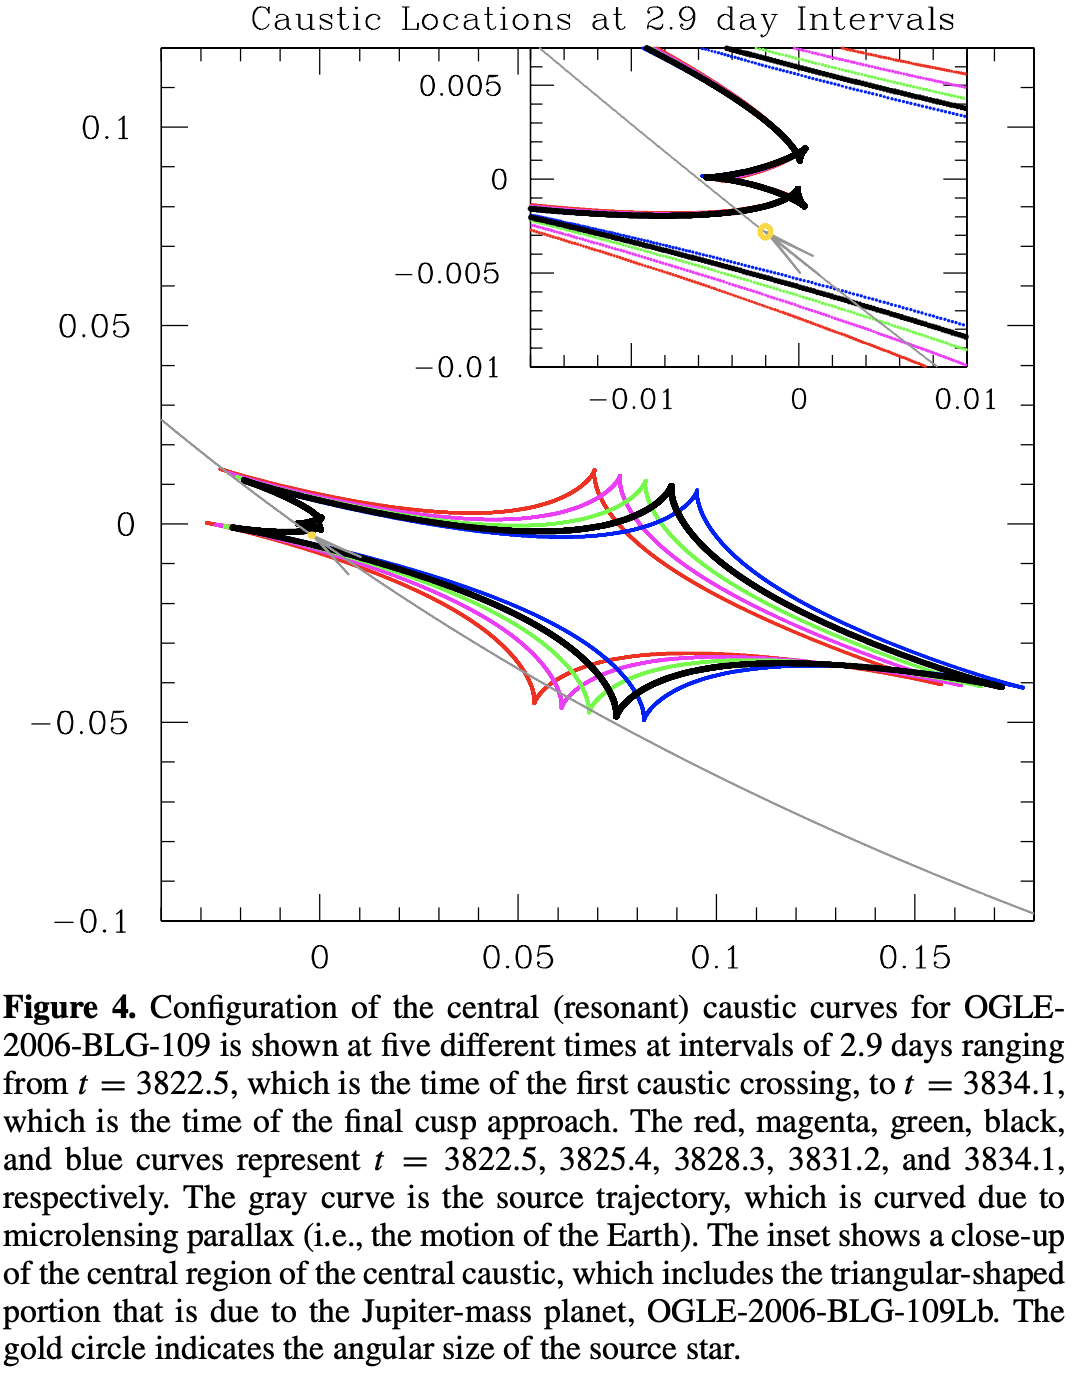 Caustic Locations at 2.9 day Intervals
0.005
0
−0.005
−0.01
−0.01 0 0.01
0.1
0.05
0
−0.05
−0.1
0 0.05 0.1 0.15
Figure 4. Configuration of the central (resonant) caustic curves for OGLE-
2006-BLG-109 is shown at five different times at intervals of 2.9 days ranging
from t = 3822.5, which is the time of the first caustic crossing, to t = 3834.1,
which is the time of the final cusp approach. The red, magenta, green, black,
and blue curves represent t = 3822.5, 3825.4, 3828.3, 3831.2, and 3834.1,
respectively. The gray curve is the source trajectory, which is curved due to
microlensing parallax (i.e., the motion of the Earth). The inset shows a close-up
of the central region of the central caustic, which includes the triangular-shaped
portion that is due to the Jupiter-mass planet, OGLE-2006-BLG-109Lb. The
gold circle indicates the angular size of the source star.